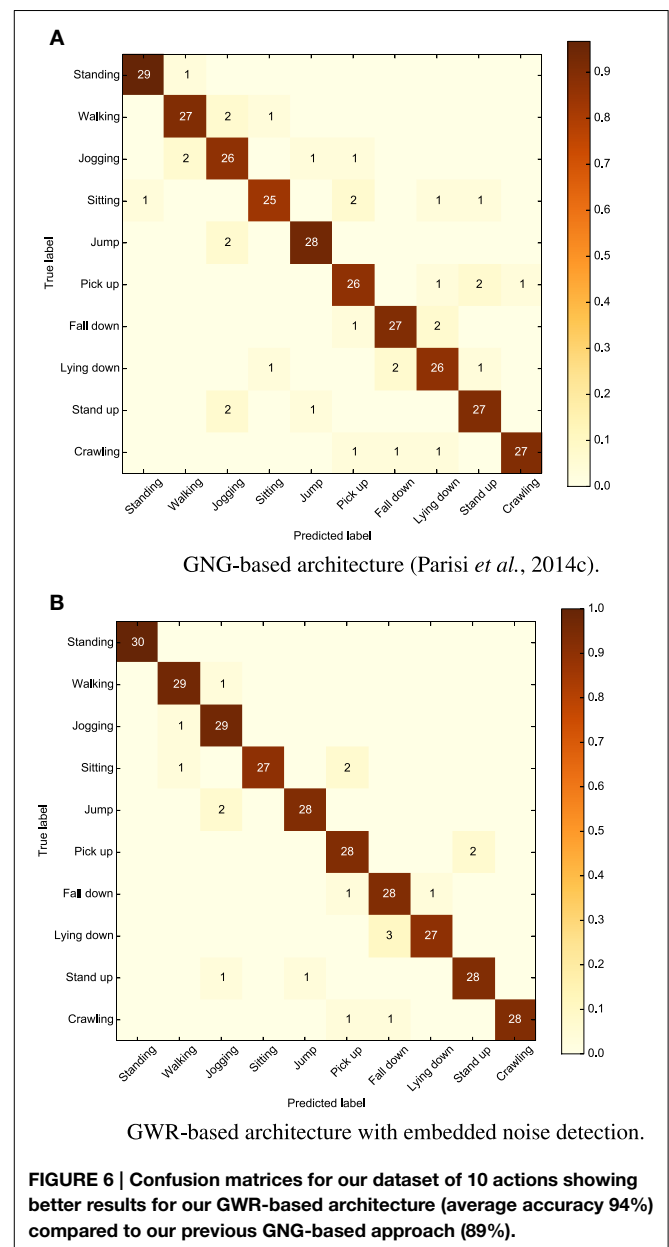 A
Standing 29 1
Walking 27 2 1
Jogging 2 26 1 1
Sitting 1 25 2 1 1
Jump 2 28
Pick up 26 1 2 1
Fall down 1 27 2
Lying down 1 2 26 1
Stand up 2 1 27
Crawling 1 1 1 27
True label
Standing Walking Jogging Sitting Jump Pick up Fall down Lying down Stand up Crawling
Predicted label
0.9
0.8
0.7
0.6
0.5
0.4
0.3
0.2
0.1
0.0
GNG-based architecture (Parisi et al., 2014c).
B
Standing 30
Walking 29 1
Jogging 1 29
Sitting 1 27 2
Jump 2 28
Pick up 28 2
Fall down 1 28 1
Lying down 3 27
Stand up 1 1 28
Crawling 1 1 28
True label
Standing Walking Jogging Sitting Jump Pick up Fall down Lying down Stand up Crawling
Predicted label
1.0
0.9
0.8
0.7
0.6
0.5
0.4
0.3
0.2
0.1
0.0
GWR-based architecture with embedded noise detection.
FIGURE 6 | Confusion matrices for our dataset of 10 actions showing
better results for our GWR-based architecture (average accuracy 94%)
compared to our previous GNG-based approach (89%).